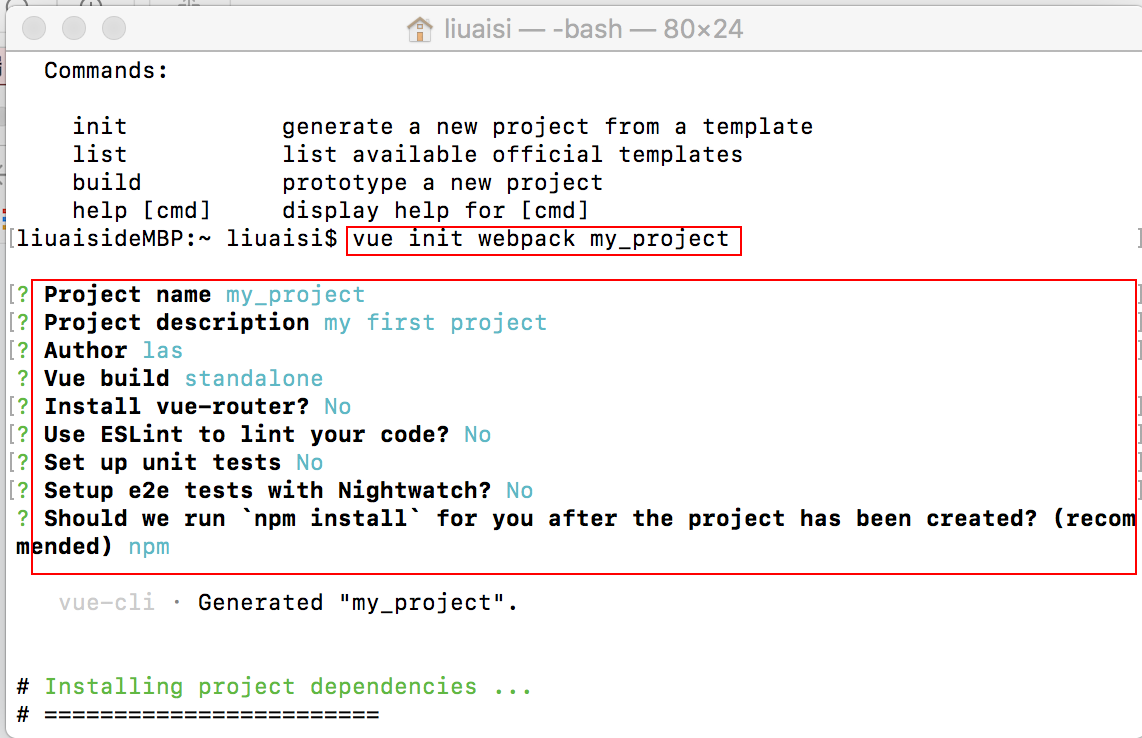 liuaisi — -bash — 80×24
Commands:
init generate a new project from a template
list list available official templates
build prototype a new project
help [cmd] display help for [cmd]
[liuaisideMBP:~ liuaisi$ vue init webpack my_project ]
[? Project name my_project ]
[? Project description my first project ]
[? Author las ]
? Vue build standalone
[? Install vue-router? No ]
[? Use ESLint to lint your code? No ]
[? Set up unit tests No ]
[? Setup e2e tests with Nightwatch? No ]
? Should we run `npm install` for you after the project has been created? (recom
mended) npm
vue-cli · Generated "my_project".
# Installing project dependencies ...
# ========================